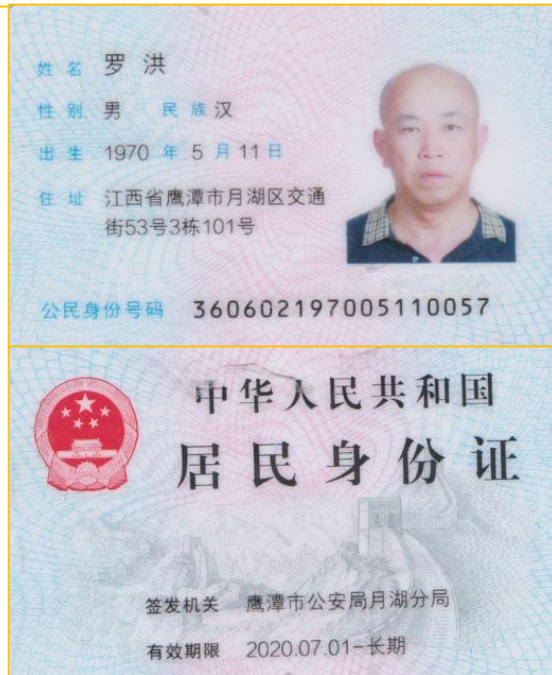 姓名 罗洪
性别 男 民族 汉
出生 1970 年 5 月 11 日
住址 江西省鹰潭市月湖区交通
街53号3栋101号
公民身份号码 360602197005110057
中华人民共和国
居民身份证
签发机关 鹰潭市公安局月湖分局
有效期限 2020.07.01-长期